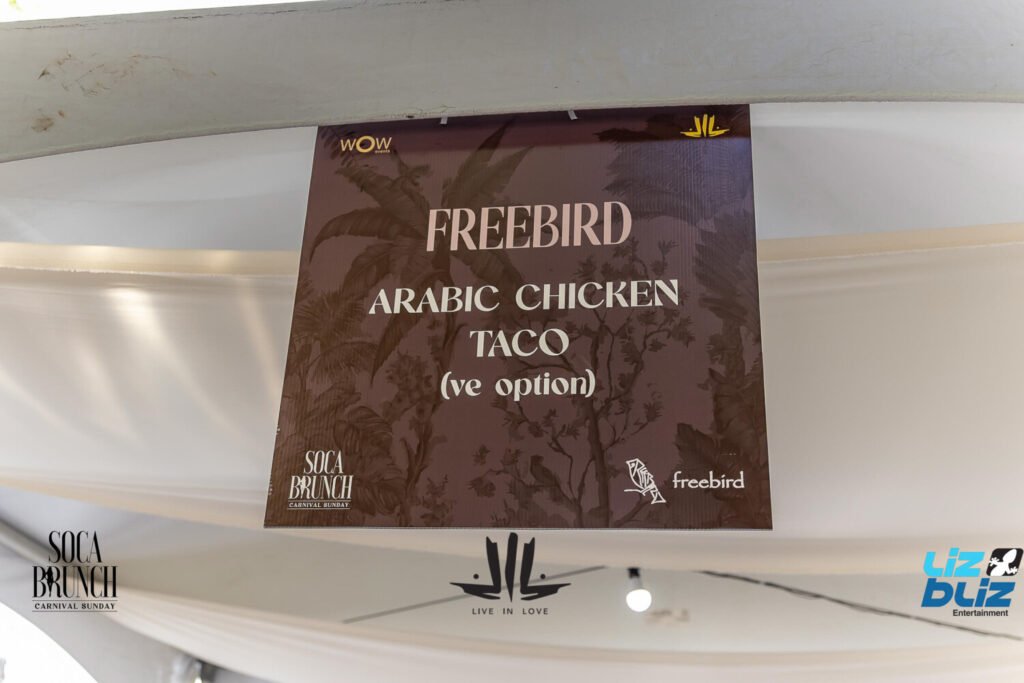 WOW
events
FREEBIRD
ARABIC CHICKEN
TACO
(ve option)
SOCA
BRUNCH
CARNIVAL SUNDAY
freebird
SOCA
BRUNCH
CARNIVAL SUNDAY
LIVE IN LOVE
Liz
bLiz
Entertainment